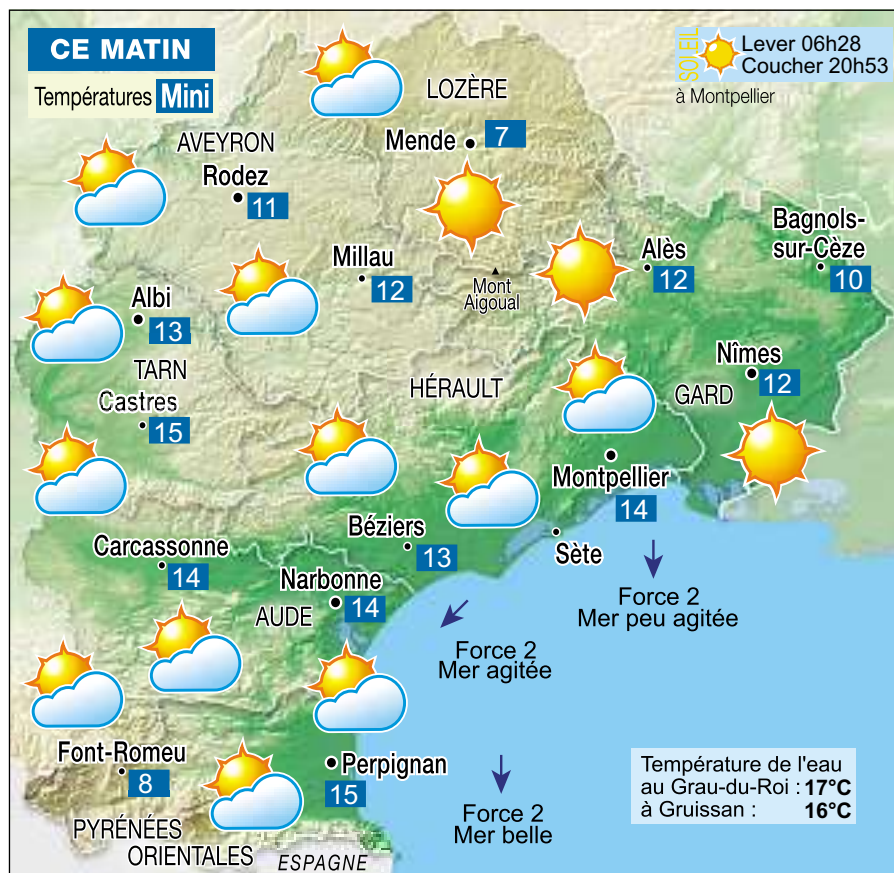 CE MATIN
Températures Mini
SOLEIL
Lever 06h28
Coucher 20h53
à Montpellier
LOZÈRE
Mende
7
AVEYRON
Rodez
11
Millau
12
Mont
Aigoual
Alès
12
Bagnols-
sur-Cèze
10
Albi
13
TARN
Castres
15
HÉRAULT
Nîmes
12
GARD
Montpellier
14
Béziers
13
Sète
Carcassonne
14
Narbonne
14
AUDE
Force 2
Mer peu agitée
Force 2
Mer agitée
Font-Romeu
8
Perpignan
15
Force 2
Mer belle
Température de l'eau
au Grau-du-Roi : 17°C
à Gruissan : 16°C
PYRÉNÉES
ORIENTALES
ESPAGNE